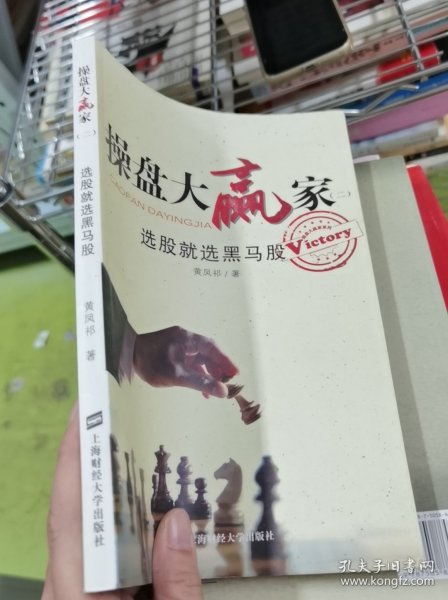 操盘大赢家(二)
选股就选黑马股
黄凤祁 著
上海财经大学出版社
操盘大赢家(二)
CAOPAN DAYINGJIA
选股就选黑马股
Victory
黄凤祁/著
上海财经大学出版社
孔夫子旧书网
www.kongfz.com